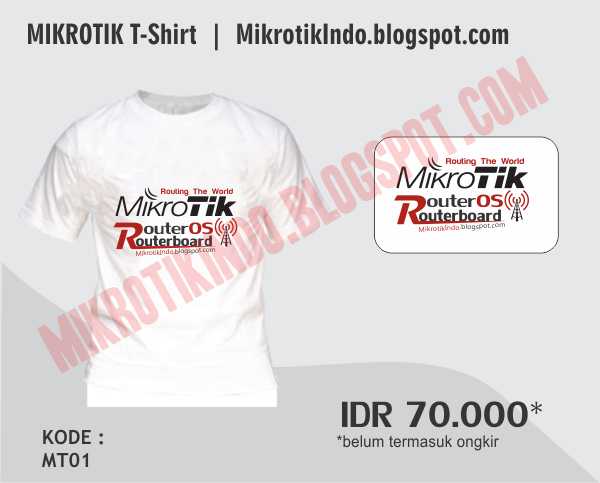 MIKROTIK T-Shirt | MikrotikIndo.blogspot.com
MIKROTIKINDO.BLOGSPOT.COM
Routing The World
MikroTik
RouterOS
Routerboard
MikrotikIndo.blogspot.com
Routing The World
MikroTik
RouterOS
Routerboard
MikrotikIndo.blogspot.com
IDR 70.000*
*belum termasuk ongkir
KODE :
MT01